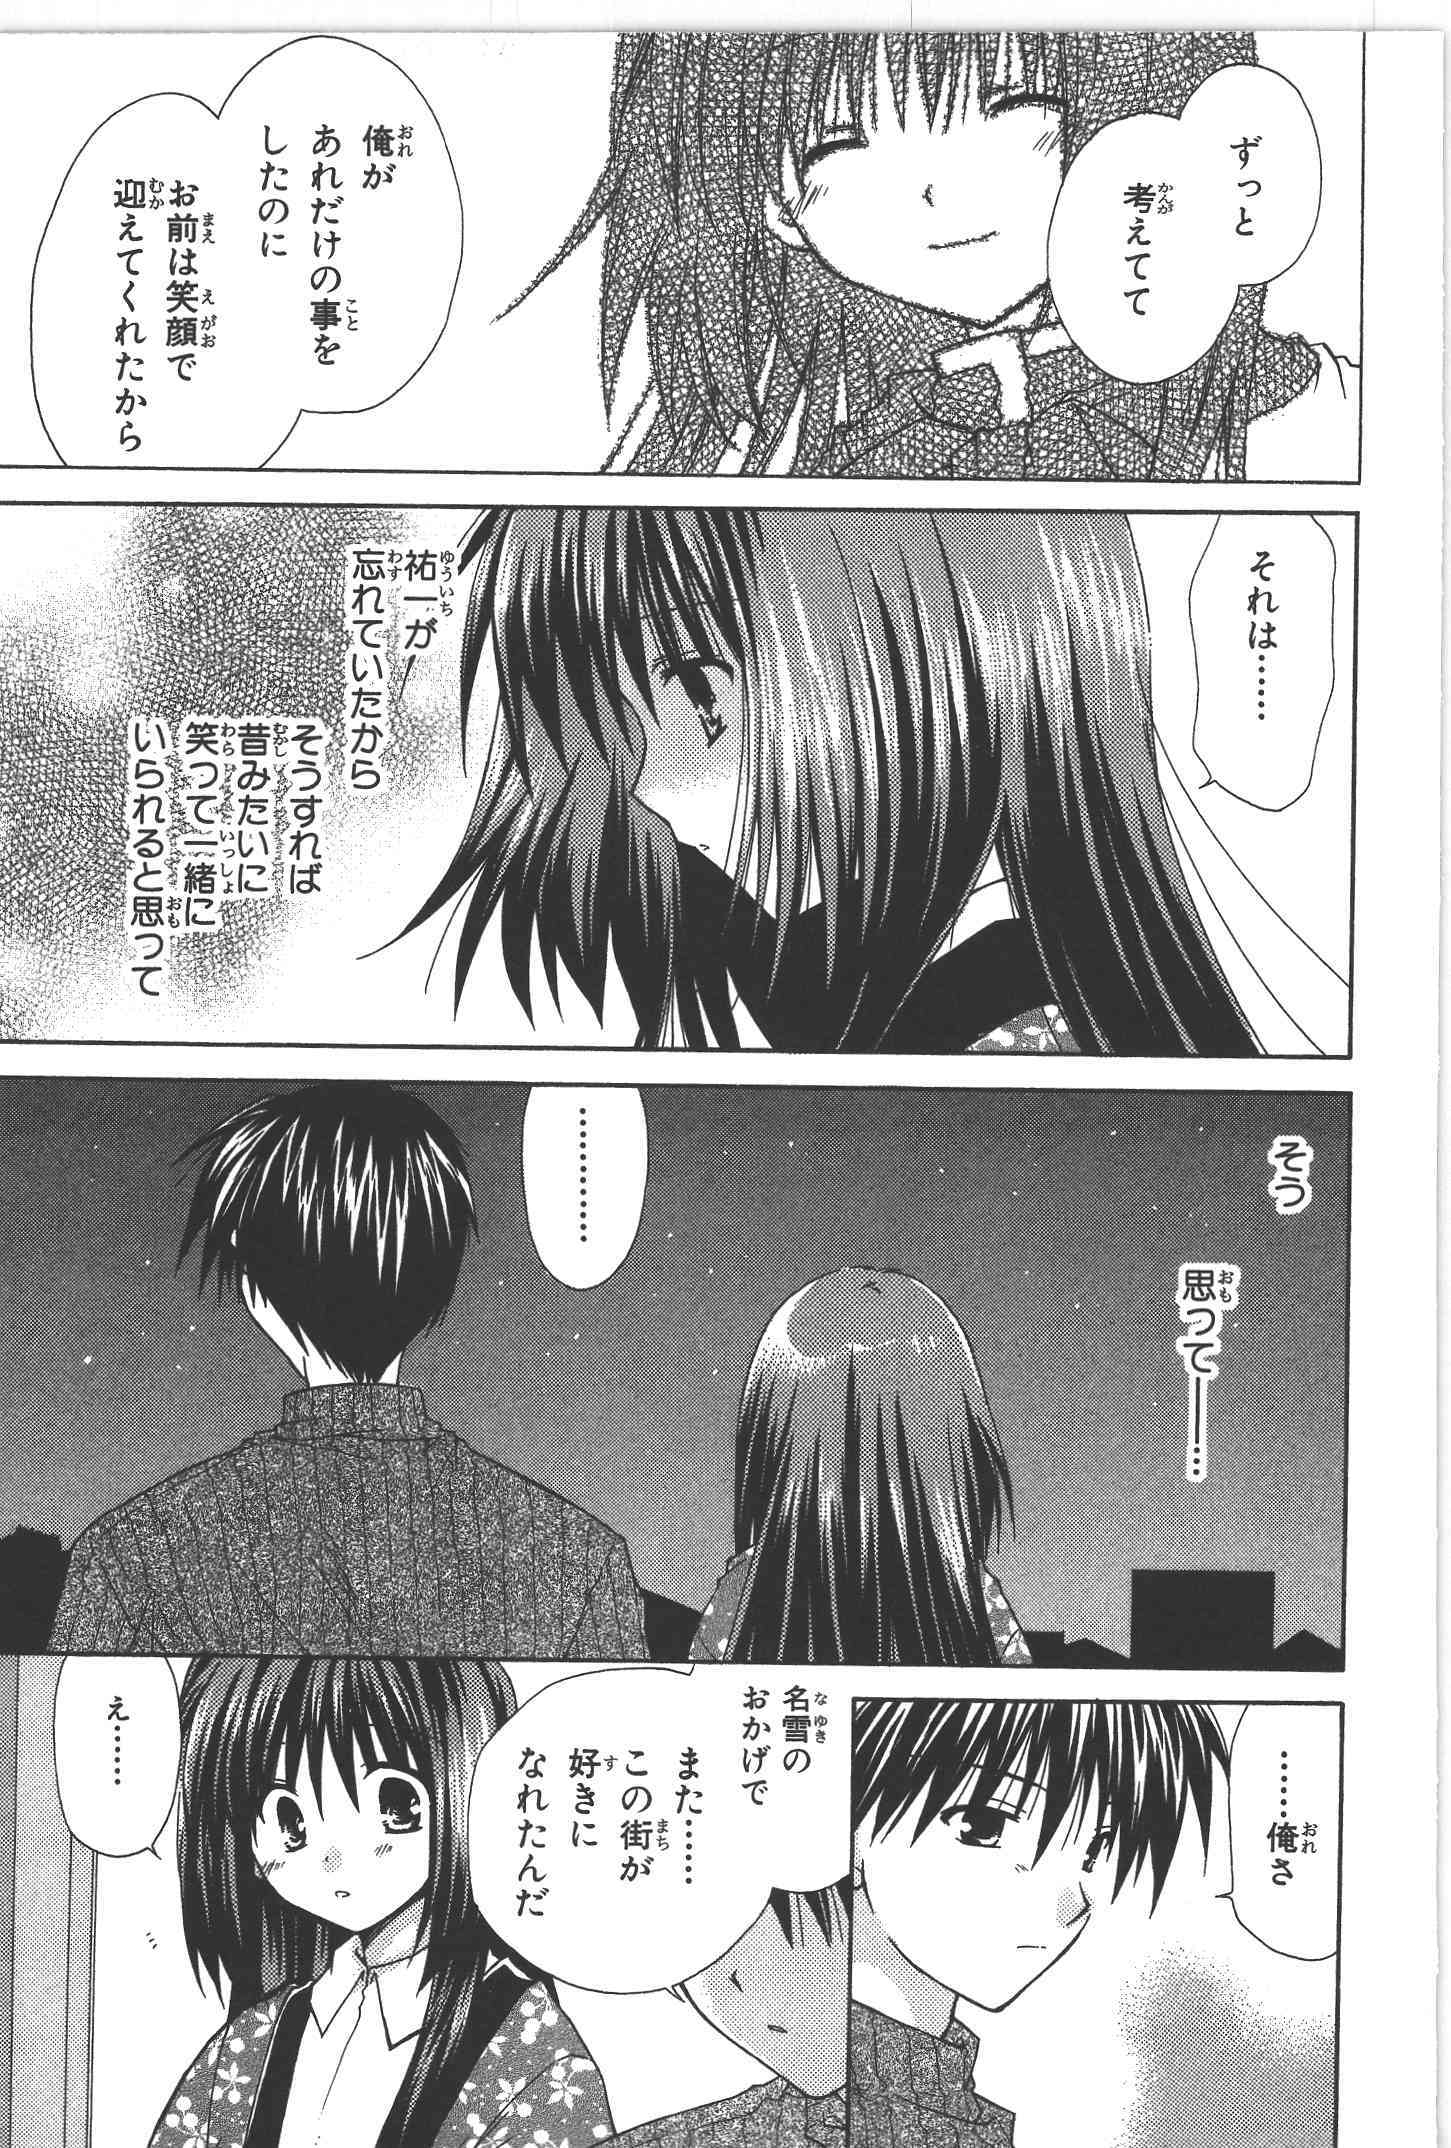 ずっと
考えてて
俺が
あれだけの事を
したのに
お前は笑顔で
迎えてくれたから
それは……
祐一が
忘れていたから
そうすれば
昔みたいに
笑って一緒に
いられると思って
そう
思って――…
…………
……俺さ
名雪の
おかげで
また……
この街が
好きに
なれたんだ
え……